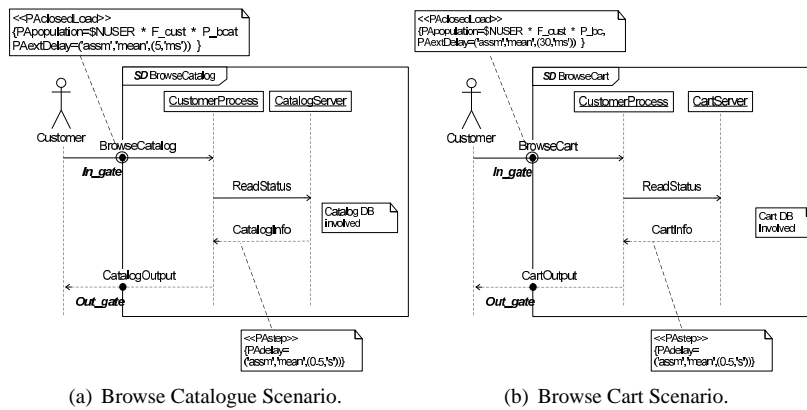 <<PAclosedLoad>>
{PApopulation=$NUSER * F_cust * P_bcat
PAextDelay=('assm','mean',(5,'ms')) }
SD BrowseCatalog
CustomerProcess
CatalogServer
Customer
BrowseCatalog
In_gate
ReadStatus
Catalog DB
involved
CatalogInfo
CatalogOutput
Out_gate
<<PAstep>>
{PAdelay=
('assm','mean',(0.5,'s'))}
(a) Browse Catalogue Scenario.
<<PAclosedLoad>>
{PApopulation=$NUSER * F_cust * P_bc,
PAextDelay=('assm','mean',(30,'ms')) }
SD BrowseCart
CustomerProcess
CartServer
Customer
BrowseCart
In_gate
ReadStatus
Cart DB
Involved
CartInfo
CartOutput
Out_gate
<<PAstep>>
{PAdelay=
('assm','mean',(0.5,'s'))}
(b) Browse Cart Scenario.